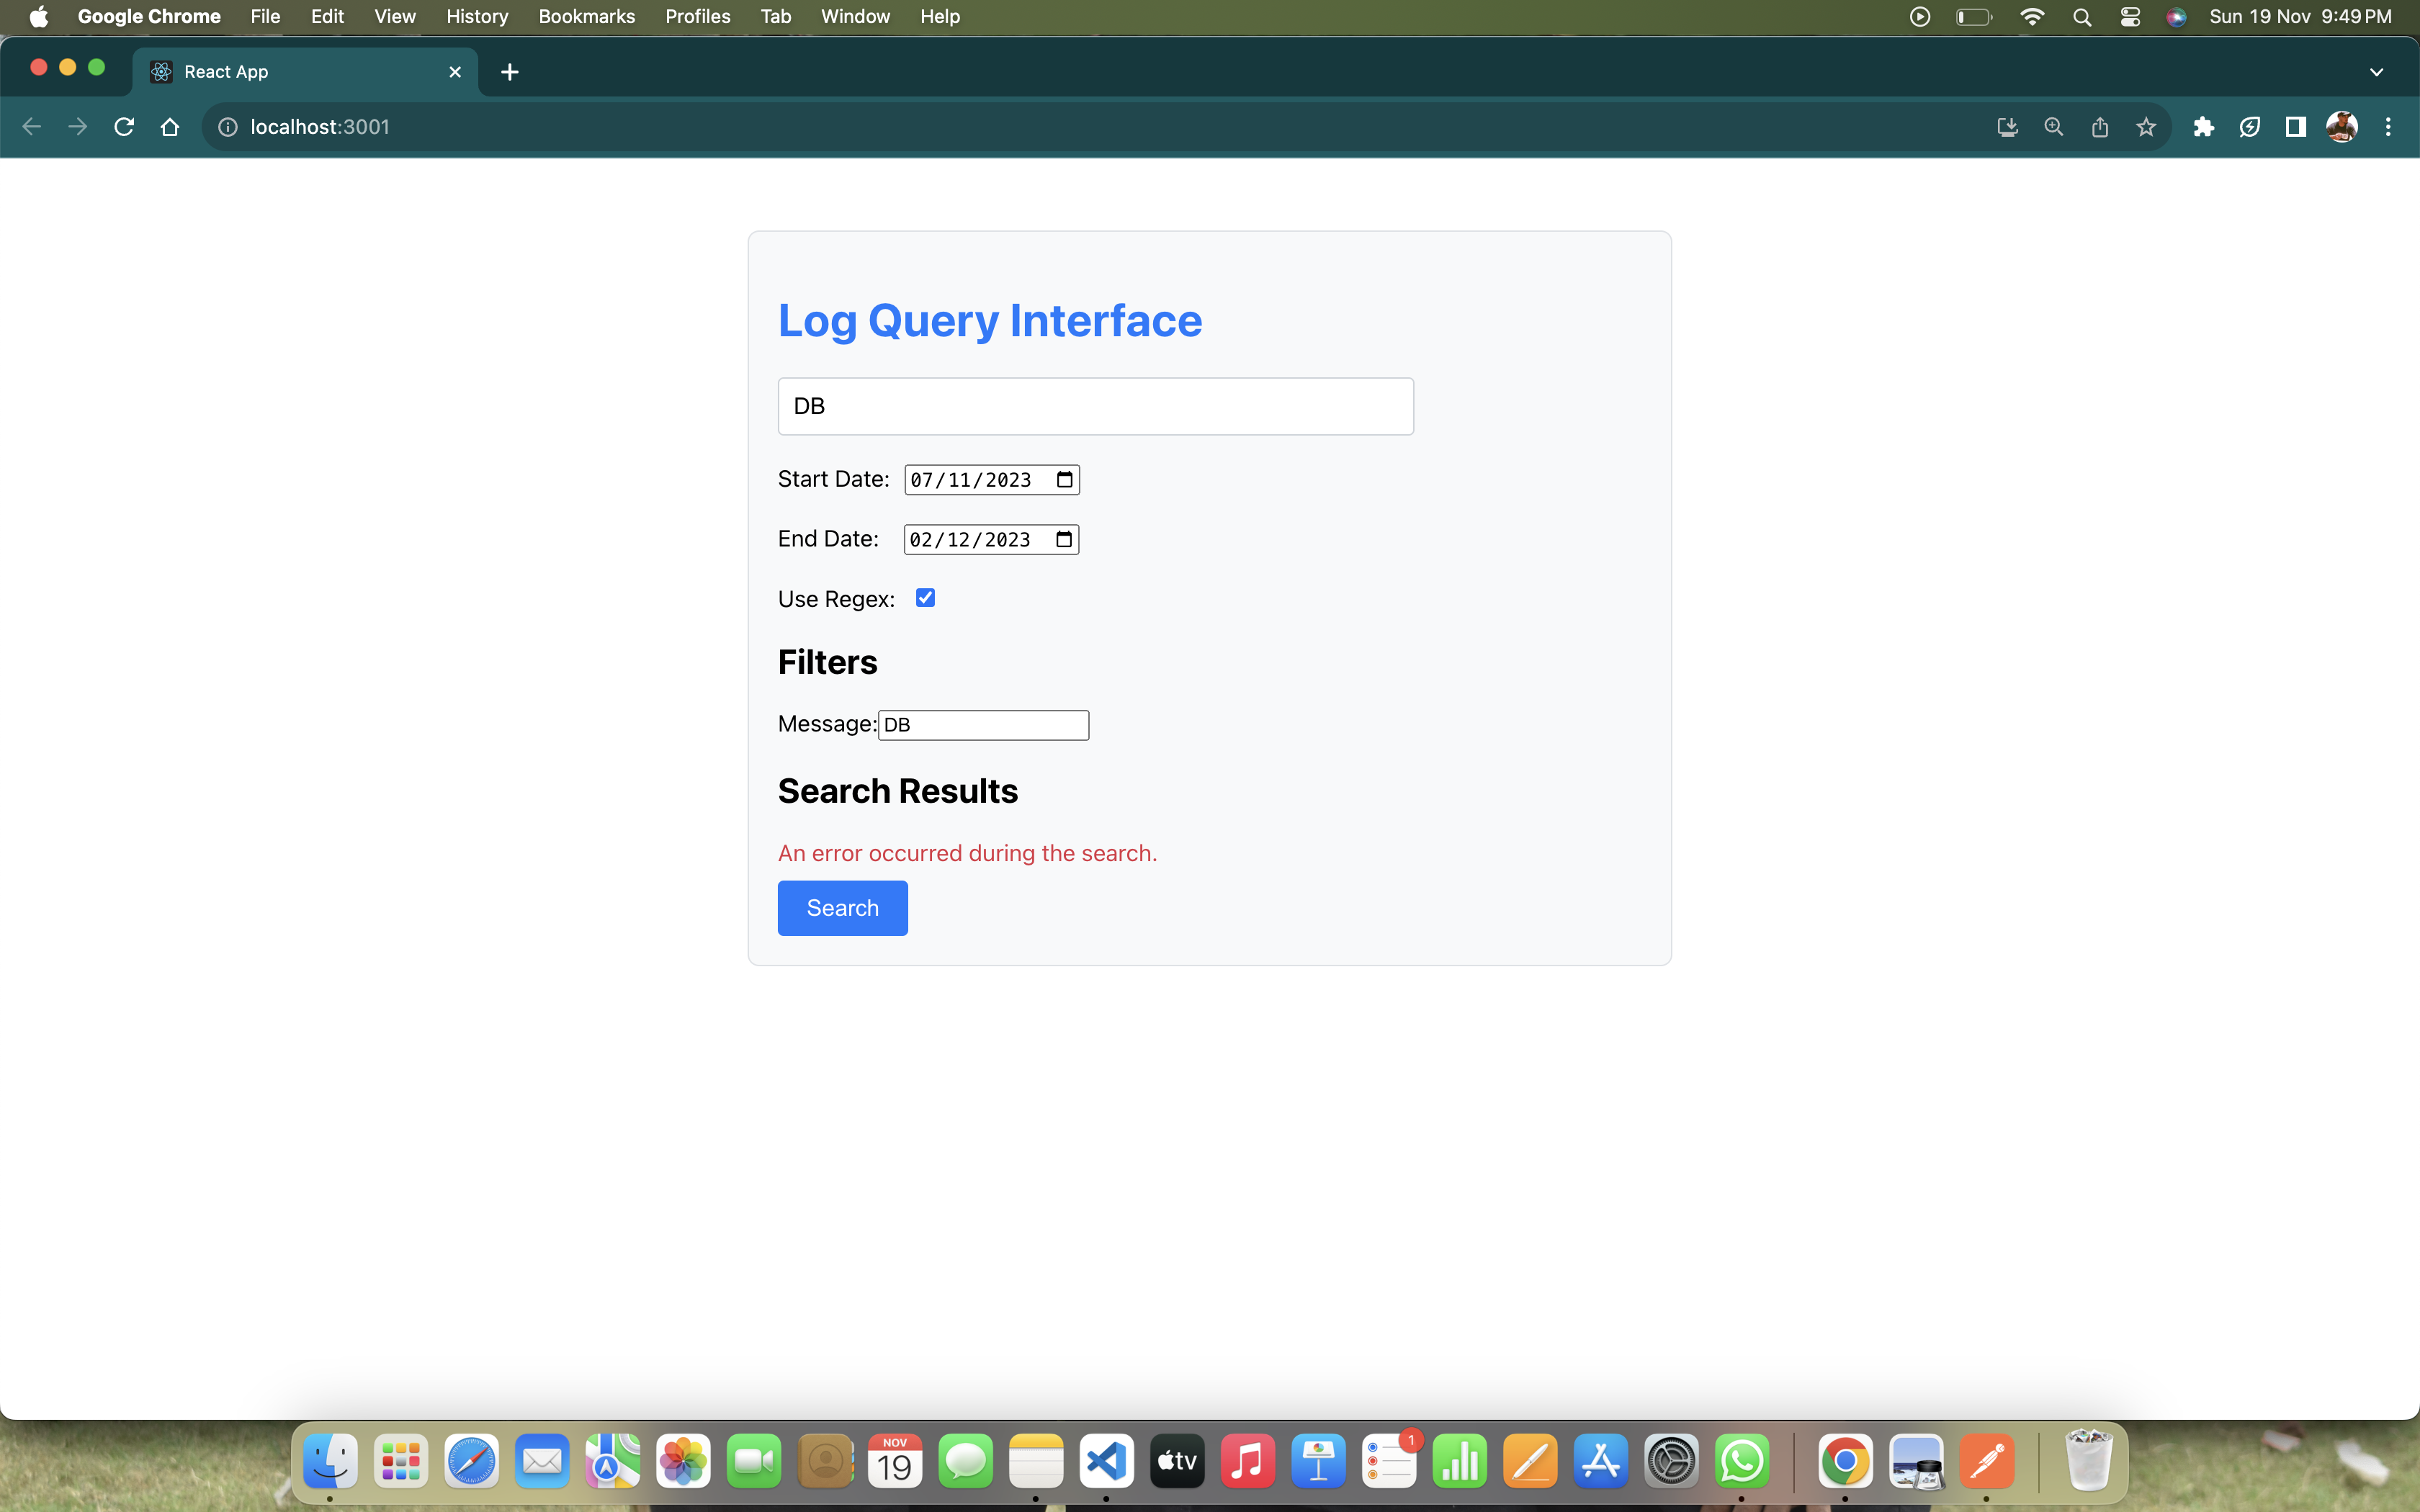 Google Chrome File Edit View History Bookmarks Profiles Tab Window Help Sun 19 Nov 9:49 PM
React App
localhost:3001
Log Query Interface
DB
Start Date: 07/11/2023
End Date: 02/12/2023
Use Regex:
Filters
Message: DB
Search Results
An error occurred during the search.
Search
NOV
19
tv
1